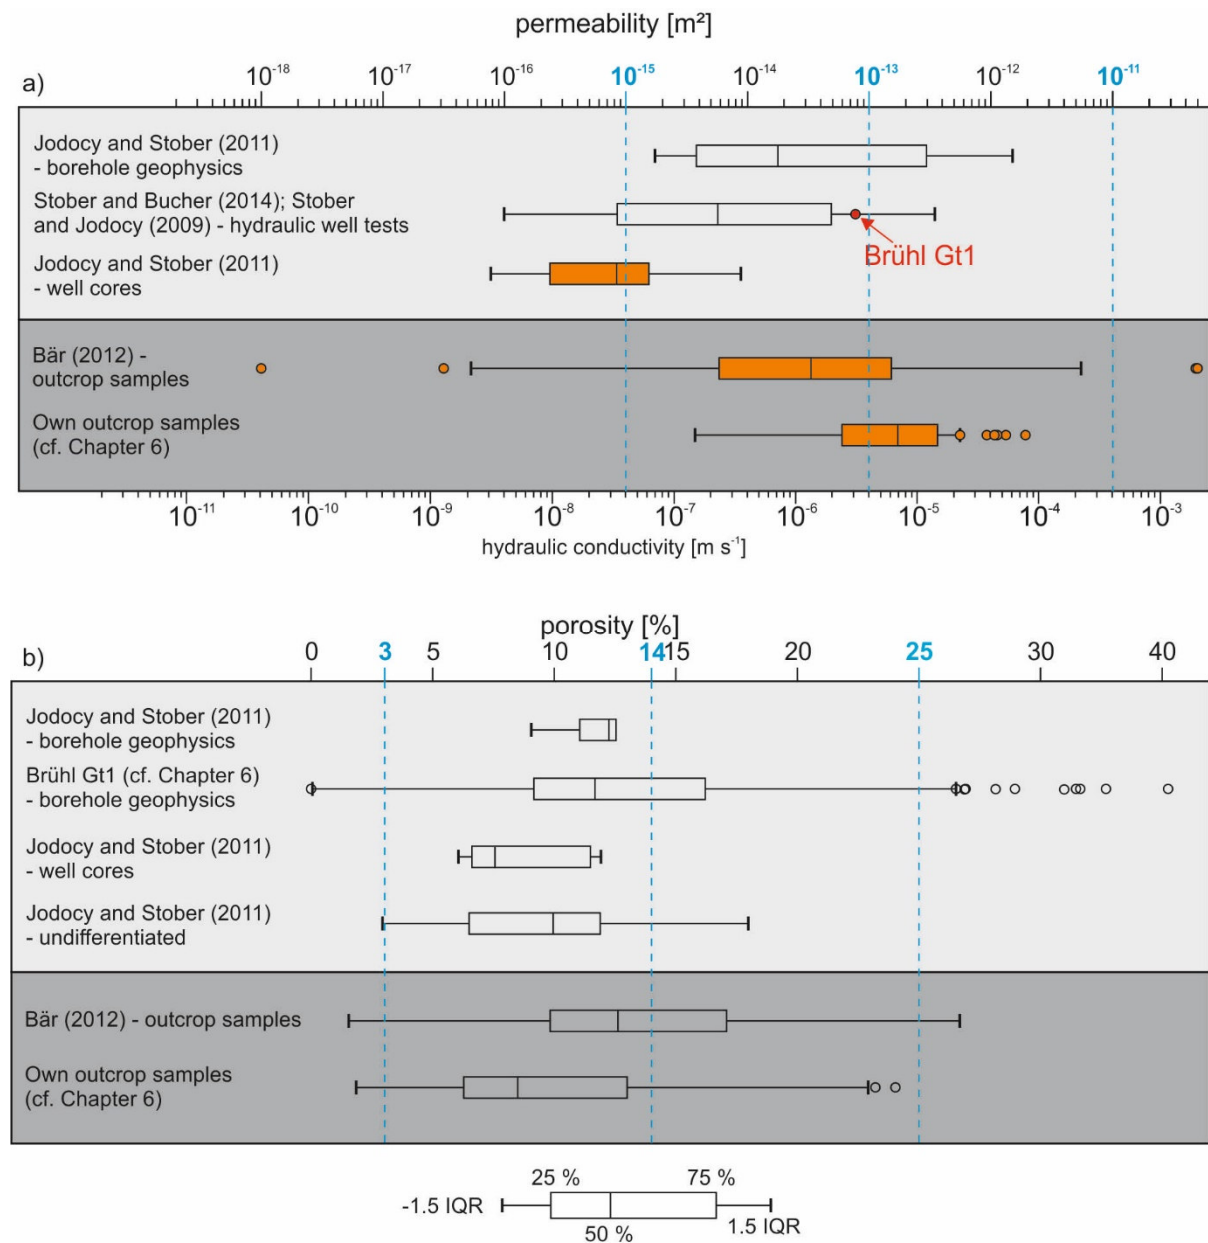 permeability [m²]
a)
10⁻¹⁸ 10⁻¹⁷ 10⁻¹⁶ 10⁻¹⁵ 10⁻¹⁴ 10⁻¹³ 10⁻¹² 10⁻¹¹
Jodocy and Stober (2011)
- borehole geophysics
Stober and Bucher (2014); Stober
and Jodocy (2009) - hydraulic well tests
Brühl Gt1
Jodocy and Stober (2011)
- well cores
Bär (2012) -
outcrop samples
Own outcrop samples
(cf. Chapter 6)
10⁻¹¹ 10⁻¹⁰ 10⁻⁹ 10⁻⁸ 10⁻⁷ 10⁻⁶ 10⁻⁵ 10⁻⁴ 10⁻³
hydraulic conductivity [m s⁻¹]
porosity [%]
b)
0 3 5 10 14 15 20 25 30 40
Jodocy and Stober (2011)
- borehole geophysics
Brühl Gt1 (cf. Chapter 6)
- borehole geophysics
Jodocy and Stober (2011)
- well cores
Jodocy and Stober (2011)
- undifferentiated
Bär (2012) - outcrop samples
Own outcrop samples
(cf. Chapter 6)
25 % 75 %
-1.5 IQR
50 %
1.5 IQR